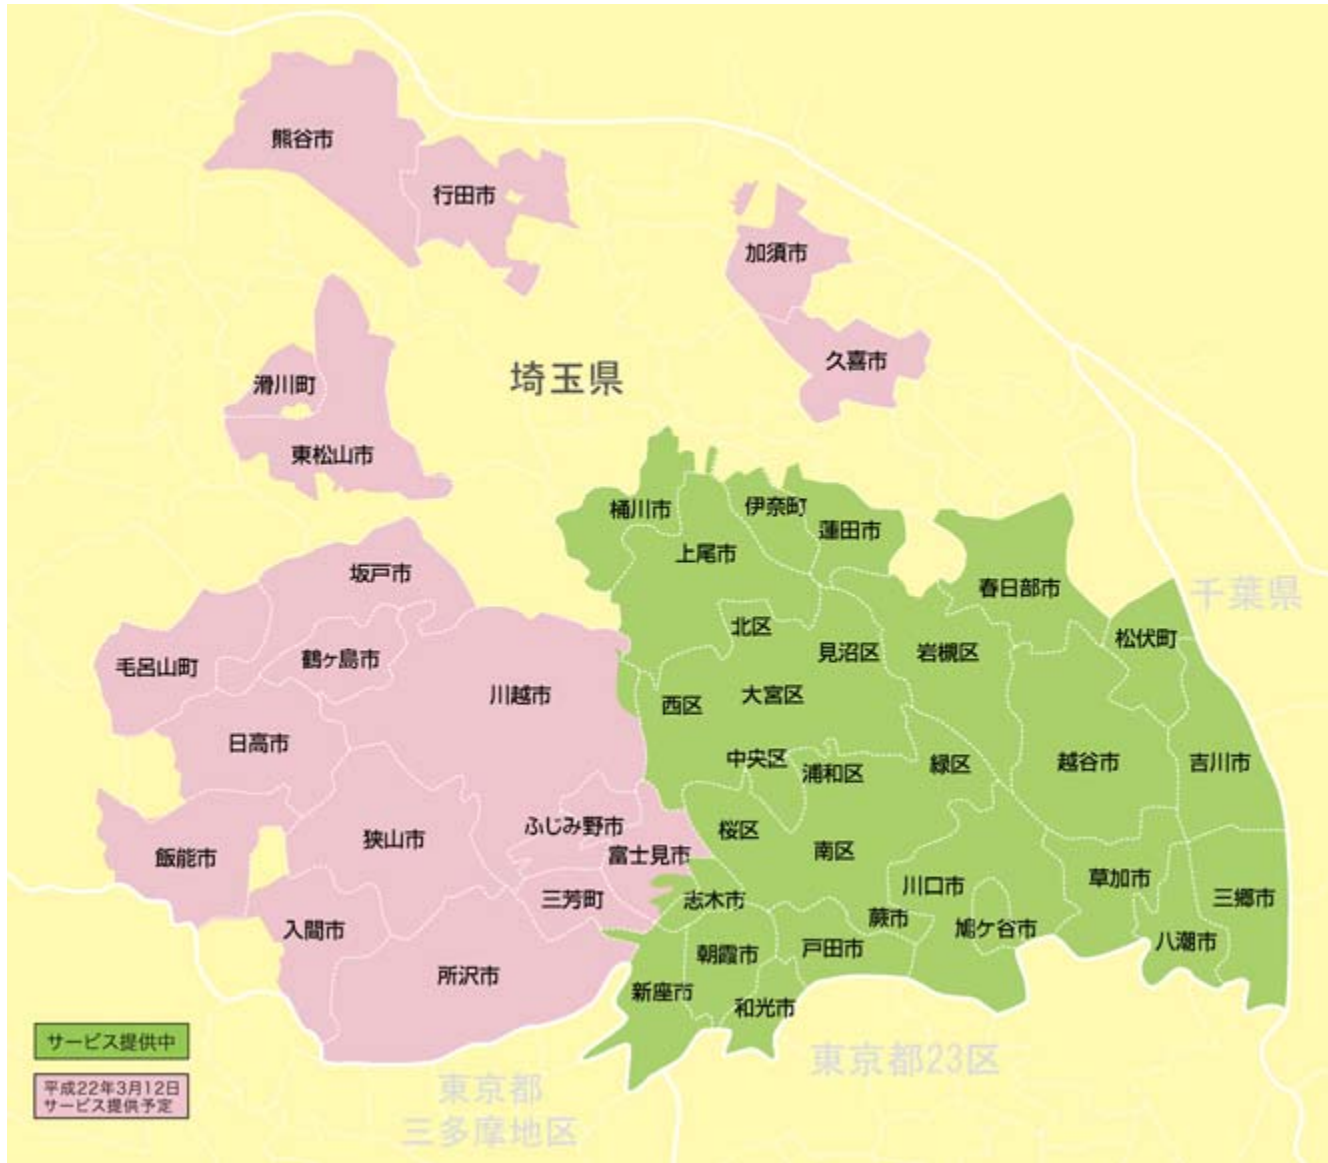 熊谷市
行田市
加須市
久喜市
滑川町
埼玉県
東松山市
桶川市
伊奈町
蓮田市
上尾市
坂戸市
春日部市
千葉県
北区
松伏町
見沼区
岩槻区
毛呂山町
鶴ヶ島市
川越市
西区
大宮区
日高市
中央区
浦和区
緑区
越谷市
吉川市
ふじみ野市
桜区
狭山市
飯能市
富士見市
南区
川口市
草加市
三郷市
三芳町
志木市
蕨市
鳩ケ谷市
入間市
八潮市
朝霞市
戸田市
所沢市
新座市
和光市
サービス提供中
東京都23区
平成22年3月12日
サービス提供予定
東京都
三多摩地区